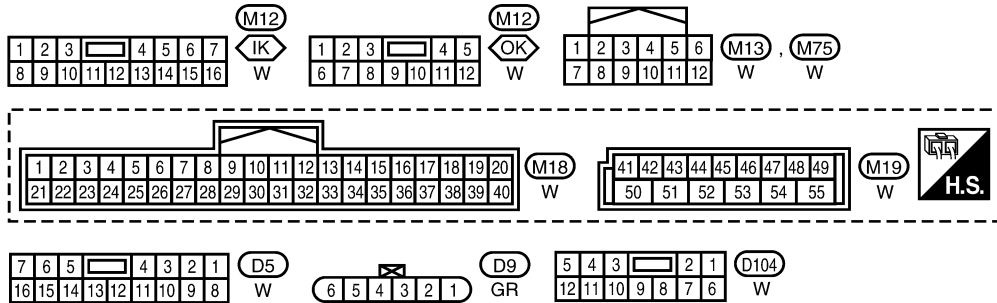 M12
1 2 3 4 5 6 7 IK
8 9 10 11 12 13 14 15 16 W
M12
1 2 3 4 5 OK
6 7 8 9 10 11 12 W
1 2 3 4 5 6 M13 , M75
7 8 9 10 11 12 W W
1 2 3 4 5 6 7 8 9 10 11 12 13 14 15 16 17 18 19 20 M18
21 22 23 24 25 26 27 28 29 30 31 32 33 34 35 36 37 38 39 40 W
41 42 43 44 45 46 47 48 49 M19
50 51 52 53 54 55 W
H.S.
7 6 5 4 3 2 1 D5
16 15 14 13 12 11 10 9 8 W
D9
6 5 4 3 2 1 GR
5 4 3 2 1 D104
12 11 10 9 8 7 6 W